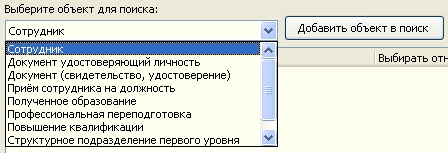 Выберите объект для поиска:
Сотрудник
Добавить объект в поиск
Сотрудник
Выбирать отн
Документ удостоверяющий личность
Документ (свидетельство, удостоверение)
Приём сотрудника на должность
Полученное образование
Профессиональная переподготовка
Повышение квалификации
Структурное подразделение первого уровня